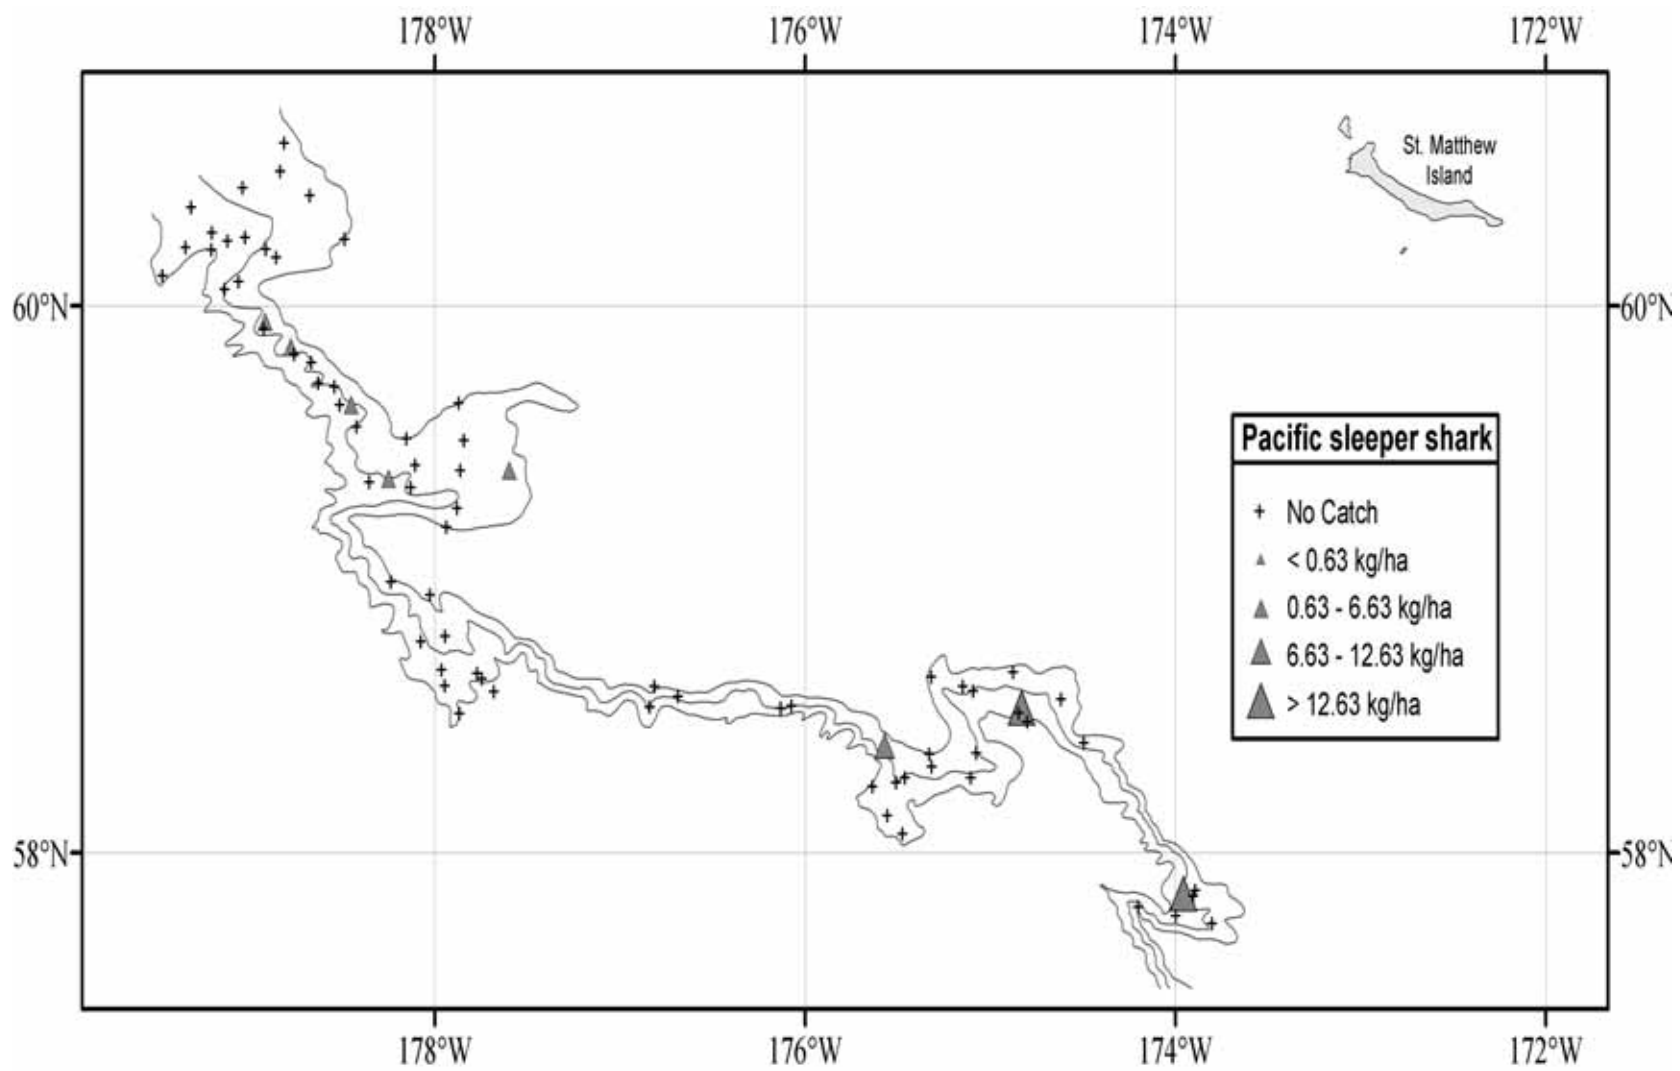 178°W 176°W 174°W 172°W
St. Matthew
Island
60°N 60°N
Pacific sleeper shark
No Catch
< 0.63 kg/ha
0.63 - 6.63 kg/ha
6.63 - 12.63 kg/ha
> 12.63 kg/ha
58°N 58°N
178°W 176°W 174°W 172°W